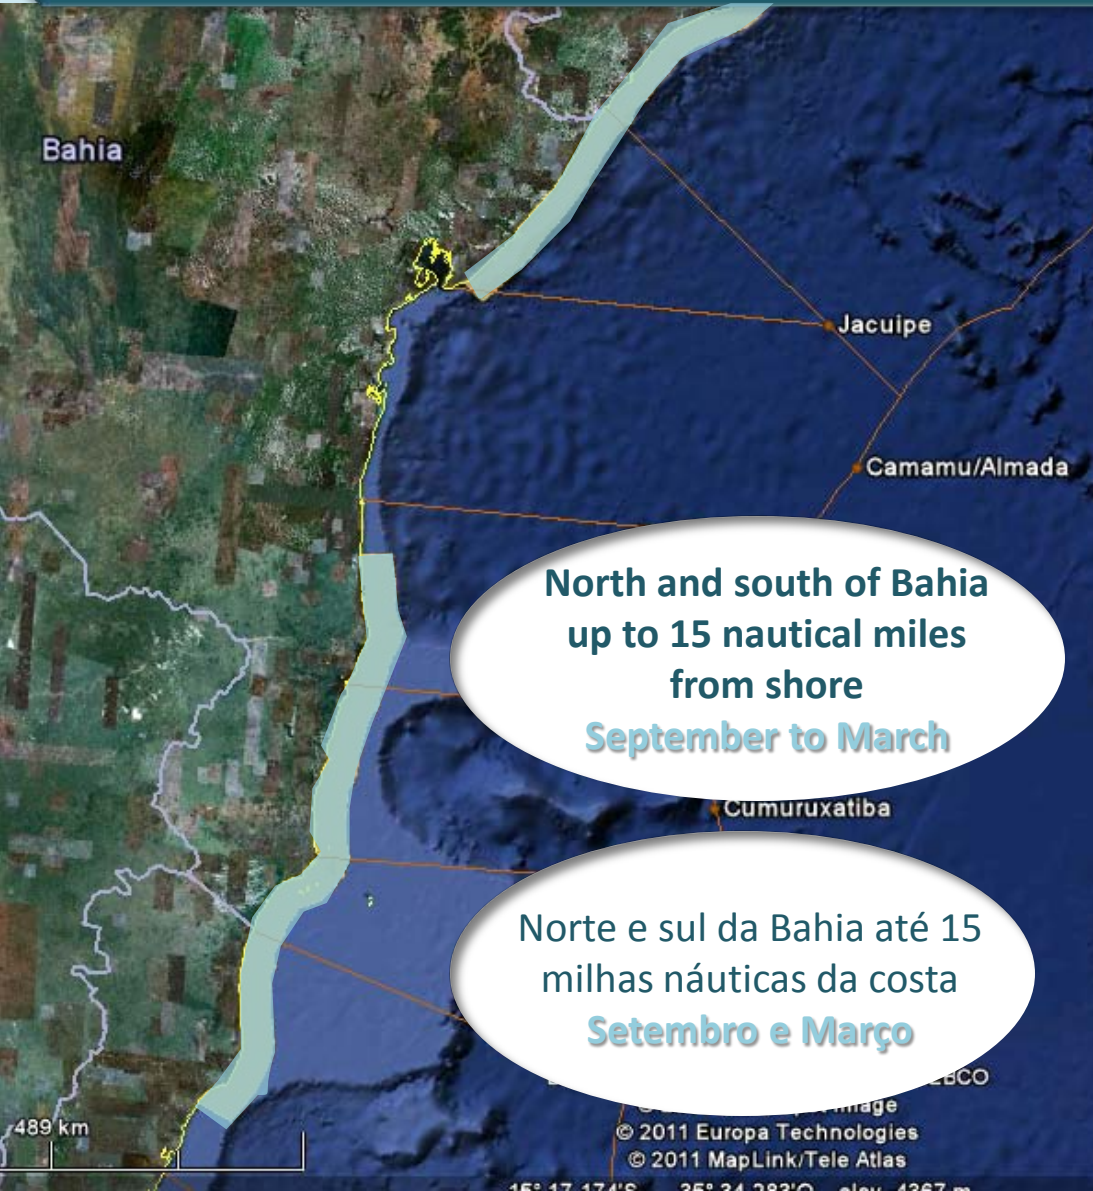 Bahia
Jacuipe
Camamu/Almada
North and south of Bahia
up to 15 nautical miles
from shore
September to March
Cumuruxatiba
Norte e sul da Bahia até 15
milhas náuticas da costa
Setembro e Março
489 km
© 2011 Europa Technologies
© 2011 MapLink/Tele Atlas